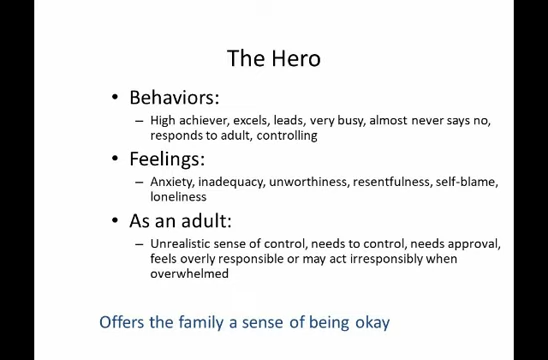 The Hero
• Behaviors:
– High achiever, excels, leads, very busy, almost never says no,
responds to adult, controlling
• Feelings:
– Anxiety, inadequacy, unworthiness, resentfulness, self-blame,
loneliness
• As an adult:
– Unrealistic sense of control, needs to control, needs approval,
feels overly responsible or may act irresponsibly when
overwhelmed
Offers the family a sense of being okay